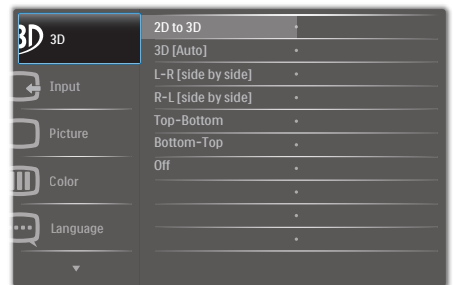 3D 3D
Input
Picture
Color
Language
2D to 3D
3D [Auto]
L-R [side by side]
R-L [side by side]
Top-Bottom
Bottom-Top
Off